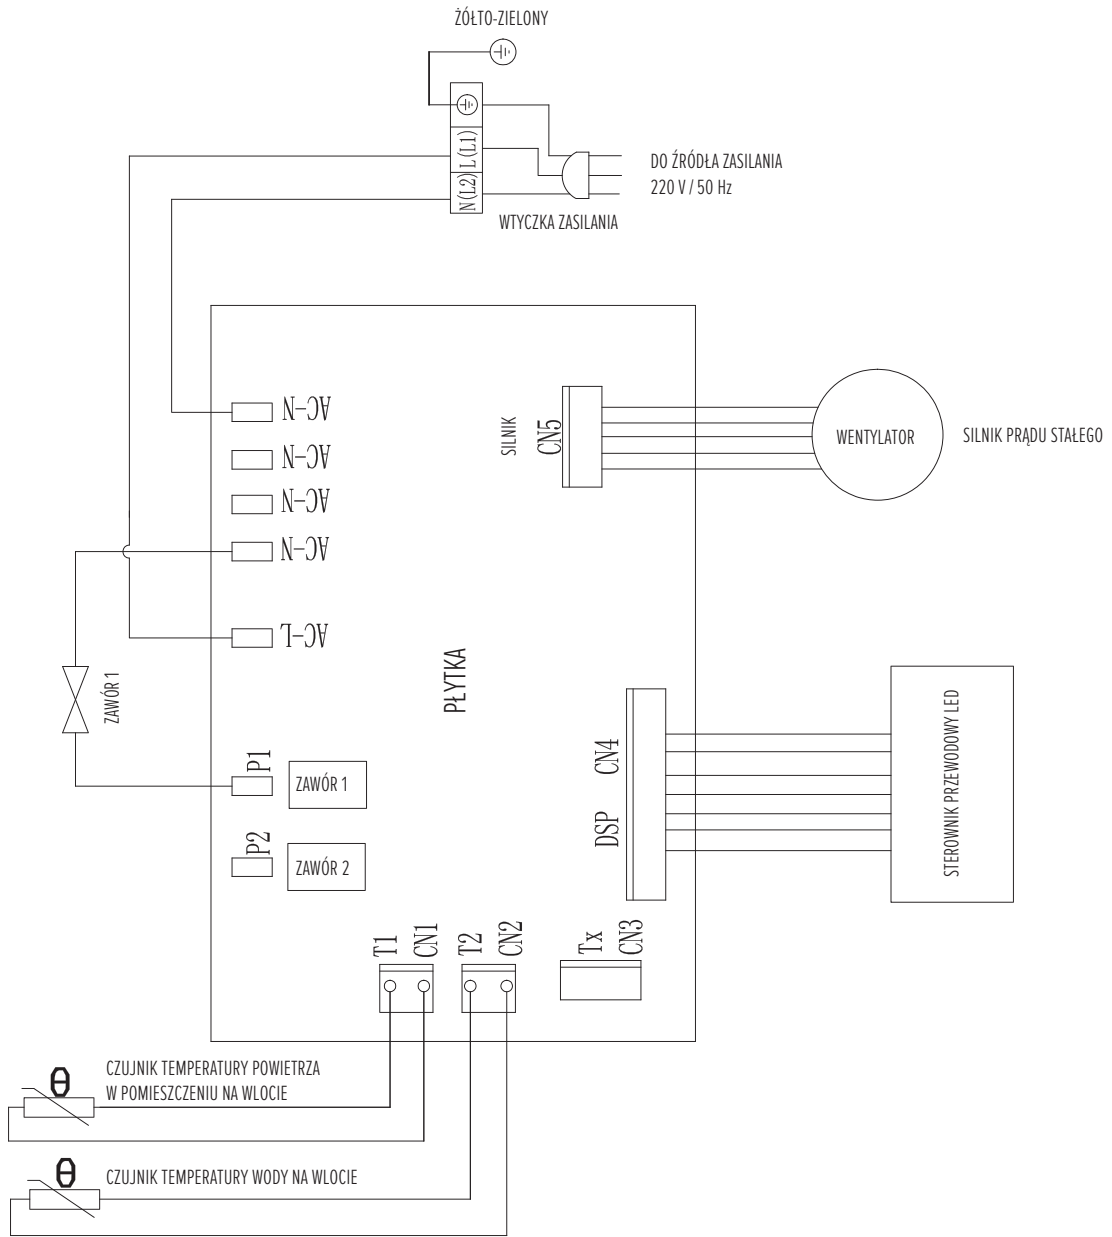 ŻÓŁTO-ZIELONY
L (L1)
N (L2)
DO ŹRÓDŁA ZASILANIA
220 V / 50 Hz
WTYCZKA ZASILANIA
AC-N
AC-N
AC-N
AC-N
AC-L
SILNIK
CN5
WENTYLATOR
SILNIK PRĄDU STAŁEGO
PŁYTKA
ZAWÓR 1
P1
ZAWÓR 1
P2
ZAWÓR 2
CN4
DSP
STEROWNIK PRZEWODOWY LED
T1
CN1
T2
CN2
Tx
CN3
θ
CZUJNIK TEMPERATURY POWIETRZA
W POMIESZCZENIU NA WLOCIE
θ
CZUJNIK TEMPERATURY WODY NA WLOCIE